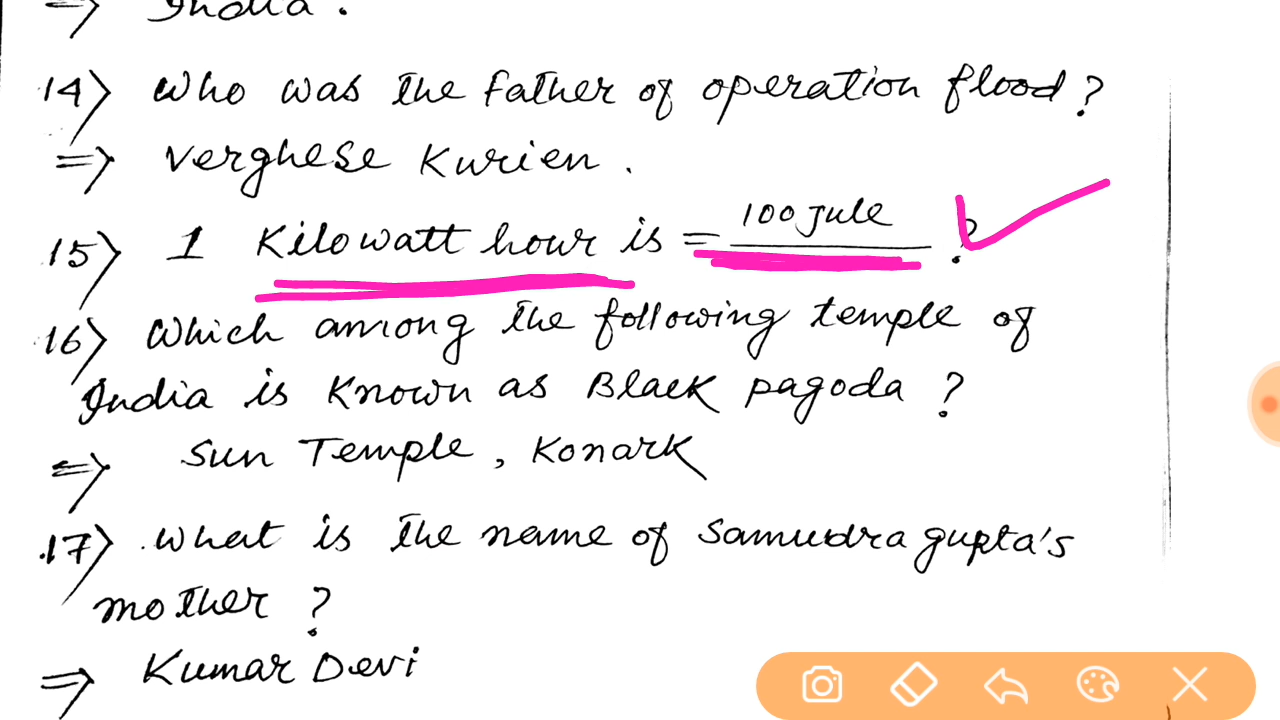 => India.
14) Who was the father of operation flood?
=> Verghese Kurien.
15) 1 Kilowatt hour is = 100 Jule ?
16) Which among the following temple of
India is known as Black pagoda ?
=> Sun Temple, Konark
17) What is the name of Samudragupta's
mother ?
=> Kumar Devi